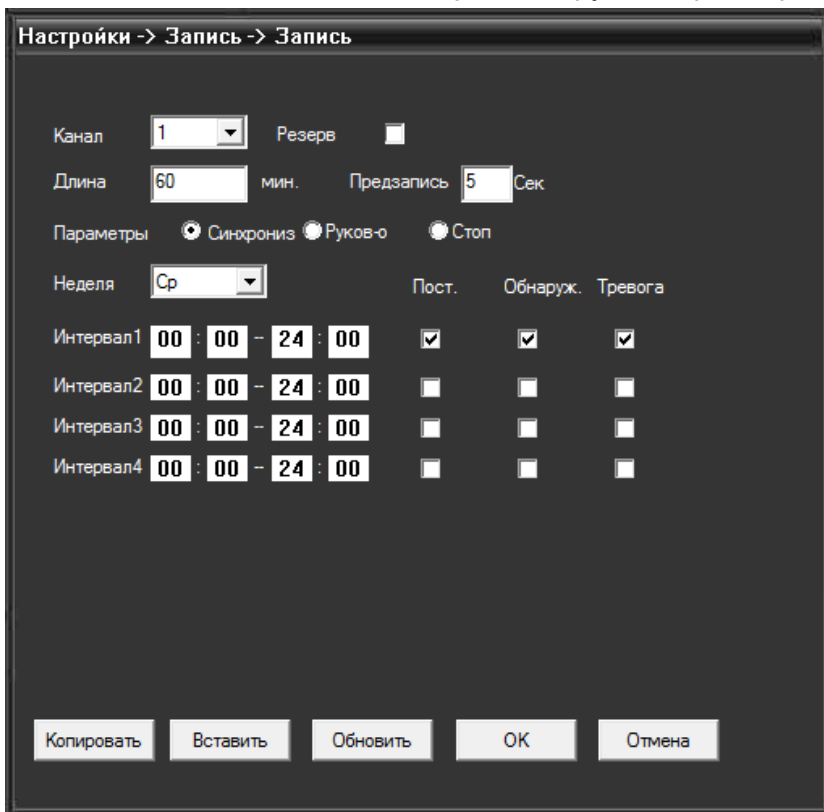 Настройки -> Запись -> Запись
Канал 1 Резерв
Длина 60 мин. Предзапись 5 Сек
Параметры Синхрониз Руков-о Стоп
Неделя Ср Пост. Обнаруж. Тревога
Интервал1 00 : 00 - 24 : 00
Интервал2 00 : 00 - 24 : 00
Интервал3 00 : 00 - 24 : 00
Интервал4 00 : 00 - 24 : 00
Копировать Вставить Обновить OK Отмена